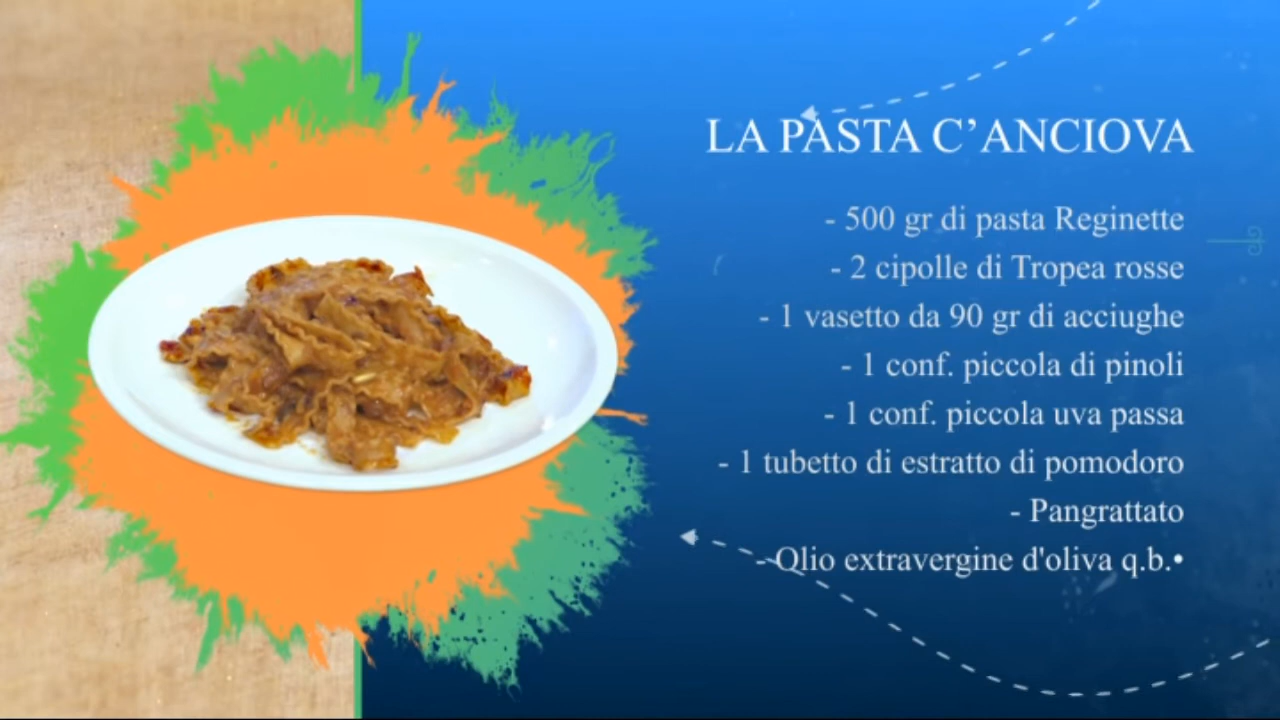 LA PASTA C’ANCIOVA
- 500 gr di pasta Reginette
- 2 cipolle di Tropea rosse
- 1 vasetto da 90 gr di acciughe
- 1 conf. piccola di pinoli
- 1 conf. piccola uva passa
- 1 tubetto di estratto di pomodoro
- Pangrattato
- Olio extravergine d'oliva q.b.•